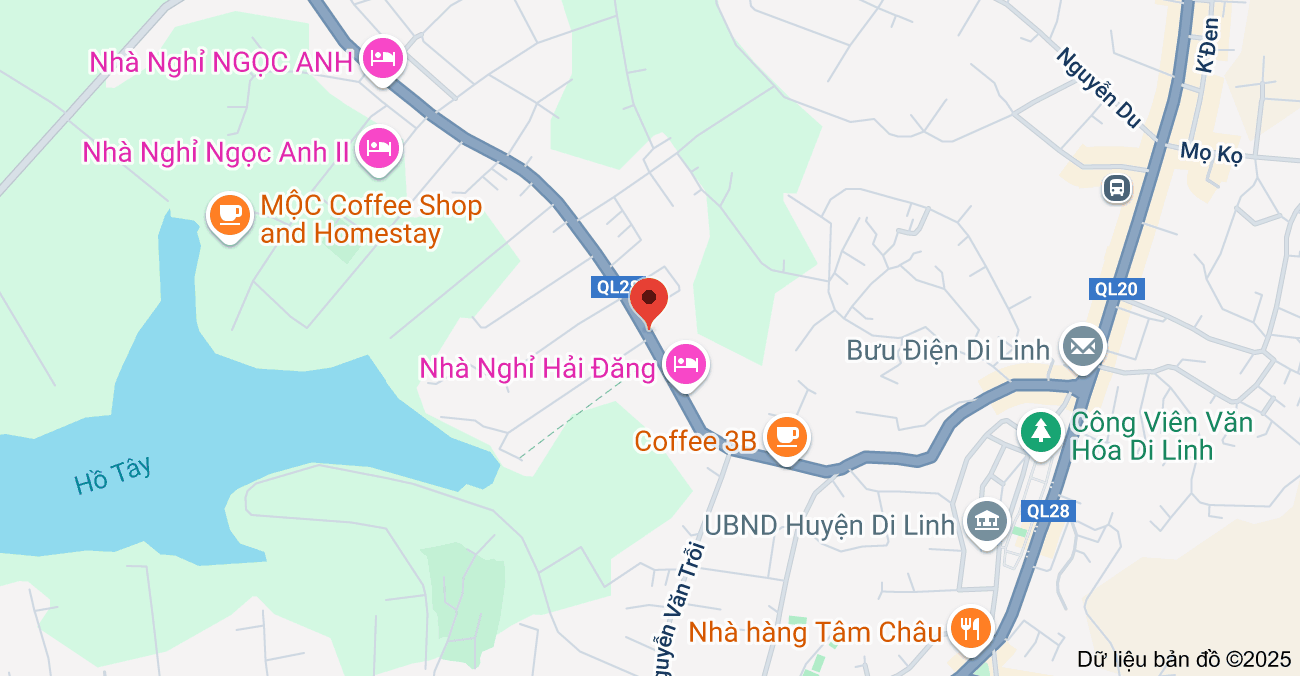 K'Đen
Nhà Nghỉ NGỌC ANH
Nguyễn Du
Nhà Nghỉ Ngọc Anh II
Mọ Kọ
MỘC Coffee Shop
and Homestay
QL28
QL20
Bưu Điện Di Linh
Nhà Nghỉ Hải Đăng
Công Viên Văn
Hóa Di Linh
Coffee 3B
Hồ Tây
QL28
UBND Huyện Di Linh
guyễn Văn Trỗi
Nhà hàng Tâm Châu
Dữ liệu bản đồ ©2025